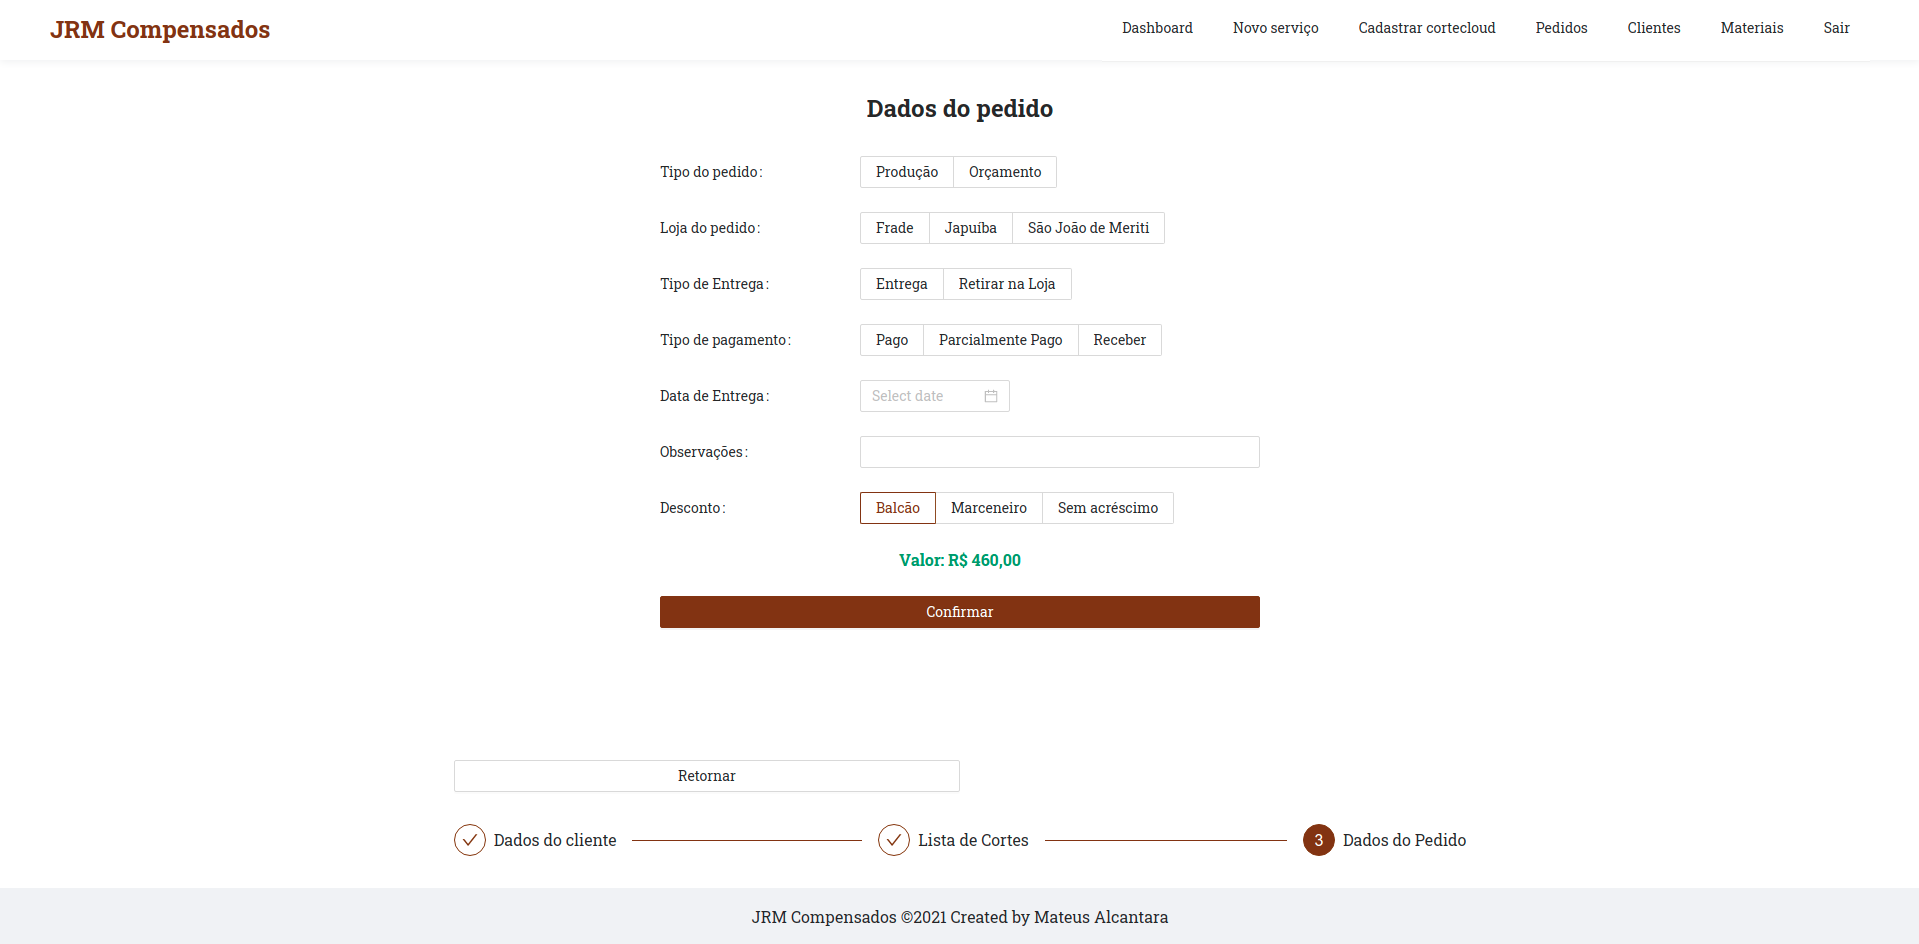 JRM Compensados Dashboard Novo serviço Cadastrar cortecloud Pedidos Clientes Materiais Sair
Dados do pedido
Tipo do pedido: Produção Orçamento
Loja do pedido: Frade Japuíba São João de Meriti
Tipo de Entrega: Entrega Retirar na Loja
Tipo de pagamento: Pago Parcialmente Pago Receber
Data de Entrega: Select date
Observações:
Desconto: Balcão Marceneiro Sem acréscimo
Valor: R$ 460,00
Confirmar
Retornar
Dados do cliente Lista de Cortes 3 Dados do Pedido
JRM Compensados ©2021 Created by Mateus Alcantara